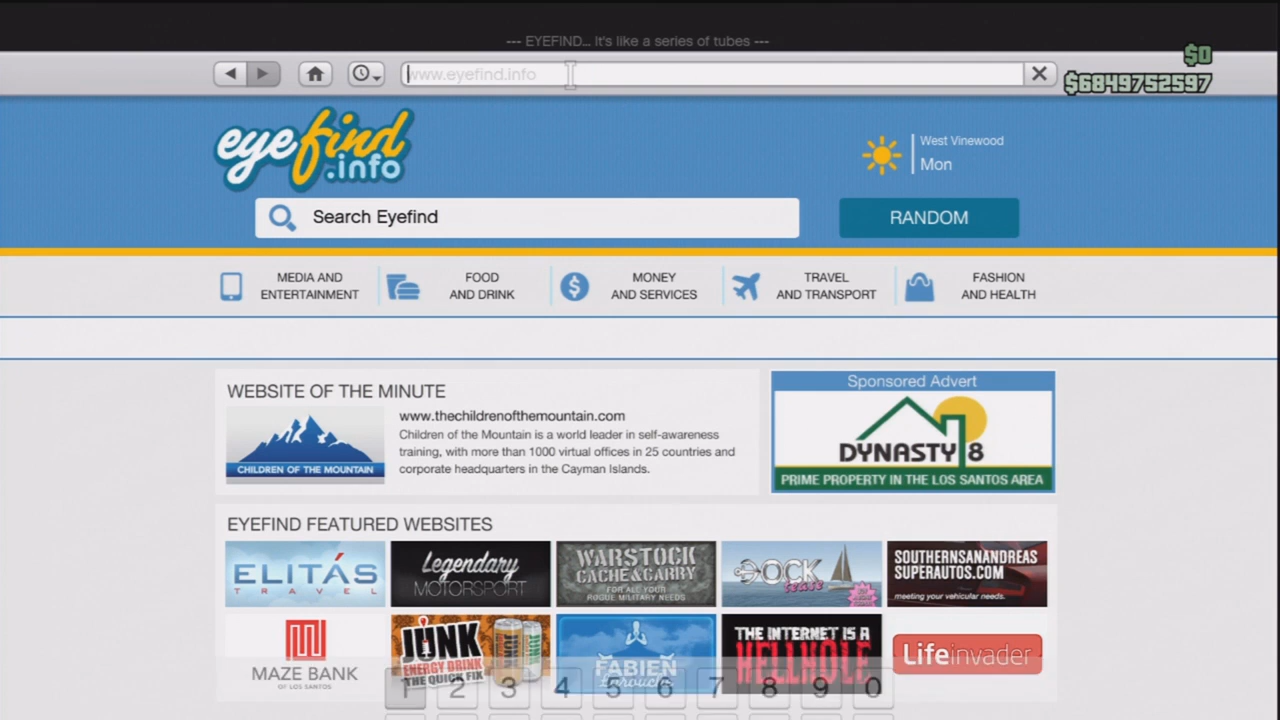 --- EYEFIND... It's like a series of tubes ---
$0
www.eyefind.info
$6849752597
eyefind
.info
West Vinewood
Mon
Search Eyefind
RANDOM
MEDIA AND
ENTERTAINMENT
FOOD
AND DRINK
MONEY
AND SERVICES
TRAVEL
AND TRANSPORT
FASHION
AND HEALTH
WEBSITE OF THE MINUTE
CHILDREN OF THE MOUNTAIN
www.thechildrenofthemountain.com
Children of the Mountain is a world leader in self-awareness
training, with more than 1000 virtual offices in 25 countries and
corporate headquarters in the Cayman Islands.
Sponsored Advert
DYNASTY 8
PRIME PROPERTY IN THE LOS SANTOS AREA
EYEFIND FEATURED WEBSITES
ELITÁS
TRAVEL
Legendary
MOTORSPORT
WARSTOCK
CACHE&CARRY
FOR ALL YOUR
ROGUE MILITARY NEEDS
DOCK
tease
SOUTHERNSANANDREAS
SUPERAUTOS.COM
meeting your vehicular needs.
MAZE BANK
OF LOS SANTOS
JUNK
ENERGY DRINK
THE QUICK FIX
FABIEN
THE INTERNET IS A
HELLHOLE
Lifeinvader
1 2 3 4 5 6 7 8 9 0